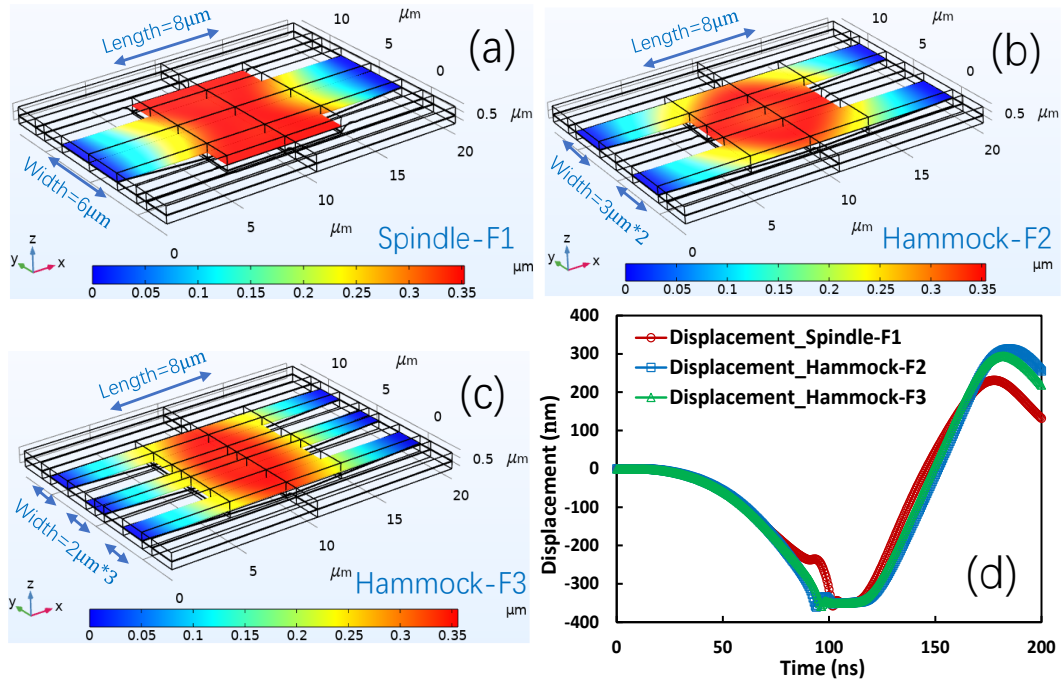 Length=8μm
10
μm
(a)
5
0
0.5
μm
20
15
10
μm
5
0
Width=6μm
z
y
x
Spindle-F1
μm
0 0.05 0.1 0.15 0.2 0.25 0.3 0.35
Length=8μm
10
μm
(b)
5
0
0.5
μm
20
15
10
μm
5
0
Width=3μm*2
z
y
x
Hammock-F2
μm
0 0.05 0.1 0.15 0.2 0.25 0.3 0.35
Length=8μm
10
μm
(c)
5
0
0.5
μm
20
15
10
μm
5
0
Width=2μm*3
z
y
x
Hammock-F3
μm
0 0.05 0.1 0.15 0.2 0.25 0.3 0.35
Displacement (nm)
400
300
200
100
0
-100
-200
-300
-400
Displacement_Spindle-F1
Displacement_Hammock-F2
Displacement_Hammock-F3
(d)
0 50 100 150 200
Time (ns)